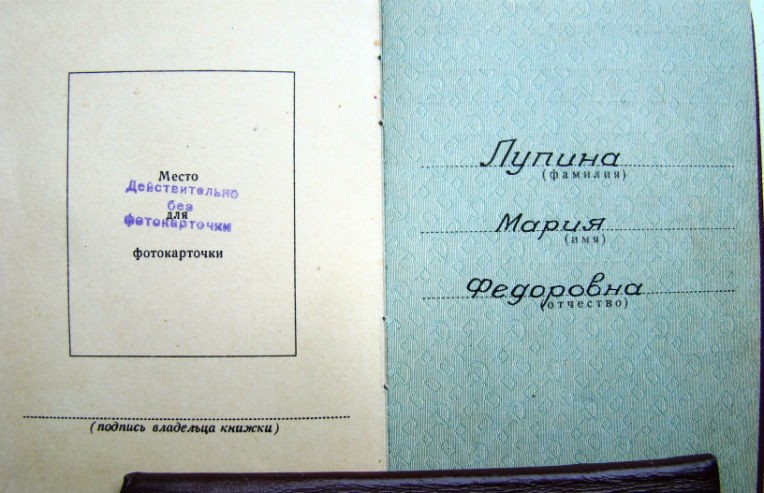 Место
Действительно
без
фотокарточки
для
фотокарточки
(подпись владельца книжки)
Лупина
(фамилия)
Мария
(имя)
Федоровна
(отчество)